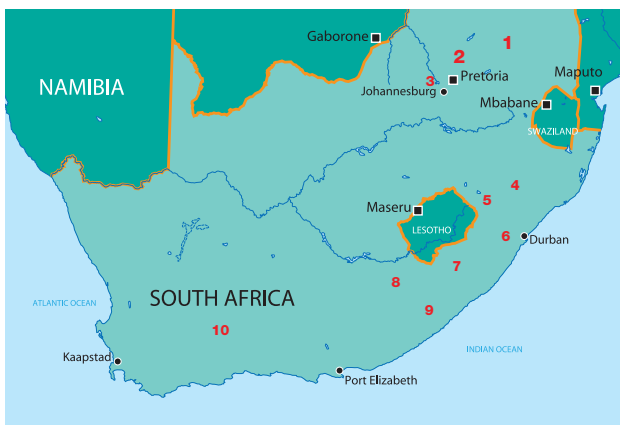 Gaborone
1
2
3
Pretoria
Maputo
NAMIBIA
Johannesburg
Mbabane
SWAZILAND
4
5
Maseru
LESOTHO
6
Durban
7
8
ATLANTIC OCEAN
SOUTH AFRICA
9
10
INDIAN OCEAN
Kaapstad
Port Elizabeth